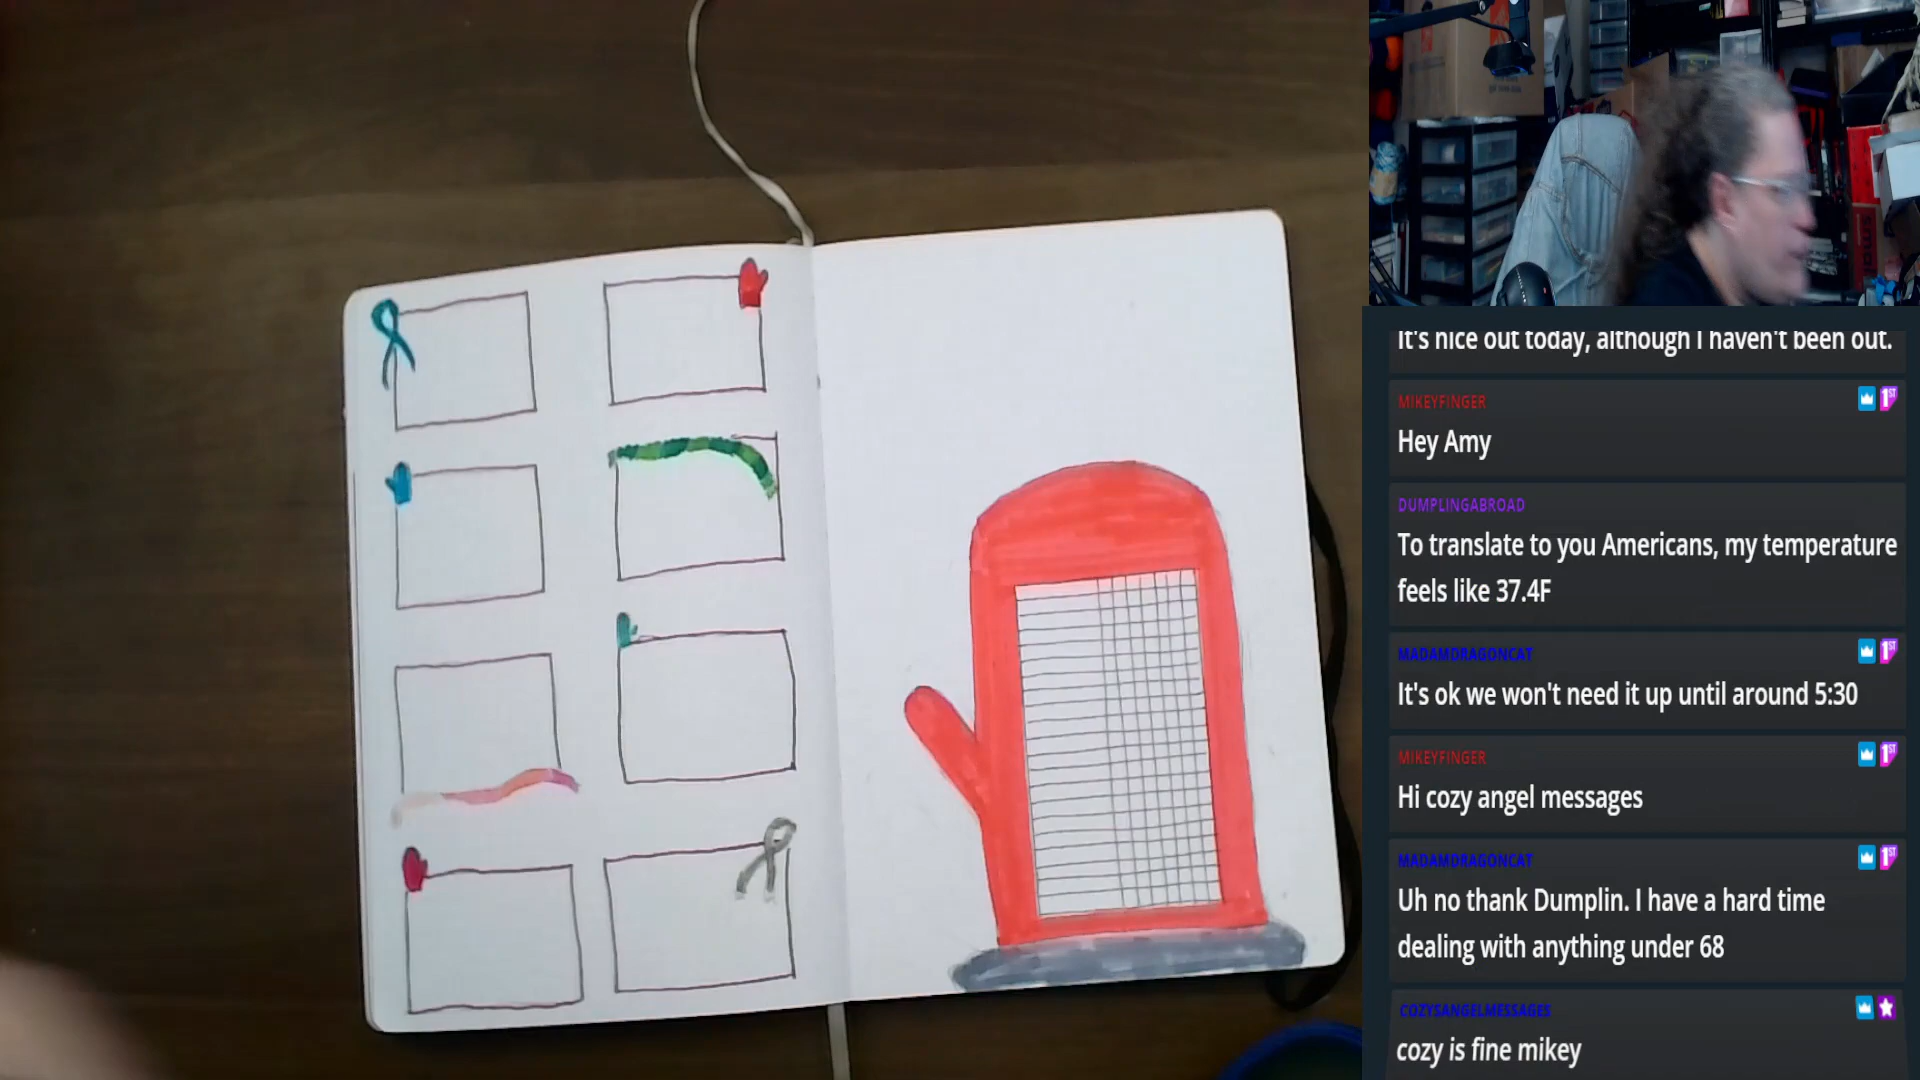 It's nice out today, although I haven't been out.
MIKEYFINGER
Hey Amy
DUMPLINGABROAD
To translate to you Americans, my temperature
feels like 37.4F
MADAMDRAGONCAT
It's ok we won't need it up until around 5:30
MIKEYFINGER
Hi cozy angel messages
MADAMDRAGONCAT
Uh no thank Dumplin. I have a hard time
dealing with anything under 68
COZYSANGELMESSAGES
cozy is fine mikey